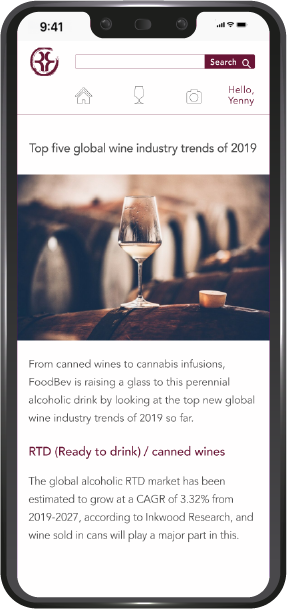 9:41
Search
Hello,
Yenny
Top five global wine industry trends of 2019
From canned wines to cannabis infusions,
FoodBev is raising a glass to this perennial
alcoholic drink by looking at the top new global
wine industry trends of 2019 so far.
RTD (Ready to drink) / canned wines
The global alcoholic RTD market has been
estimated to grow at a CAGR of 3.32% from
2019-2027, according to Inkwood Research, and
wine sold in cans will play a major part in this.